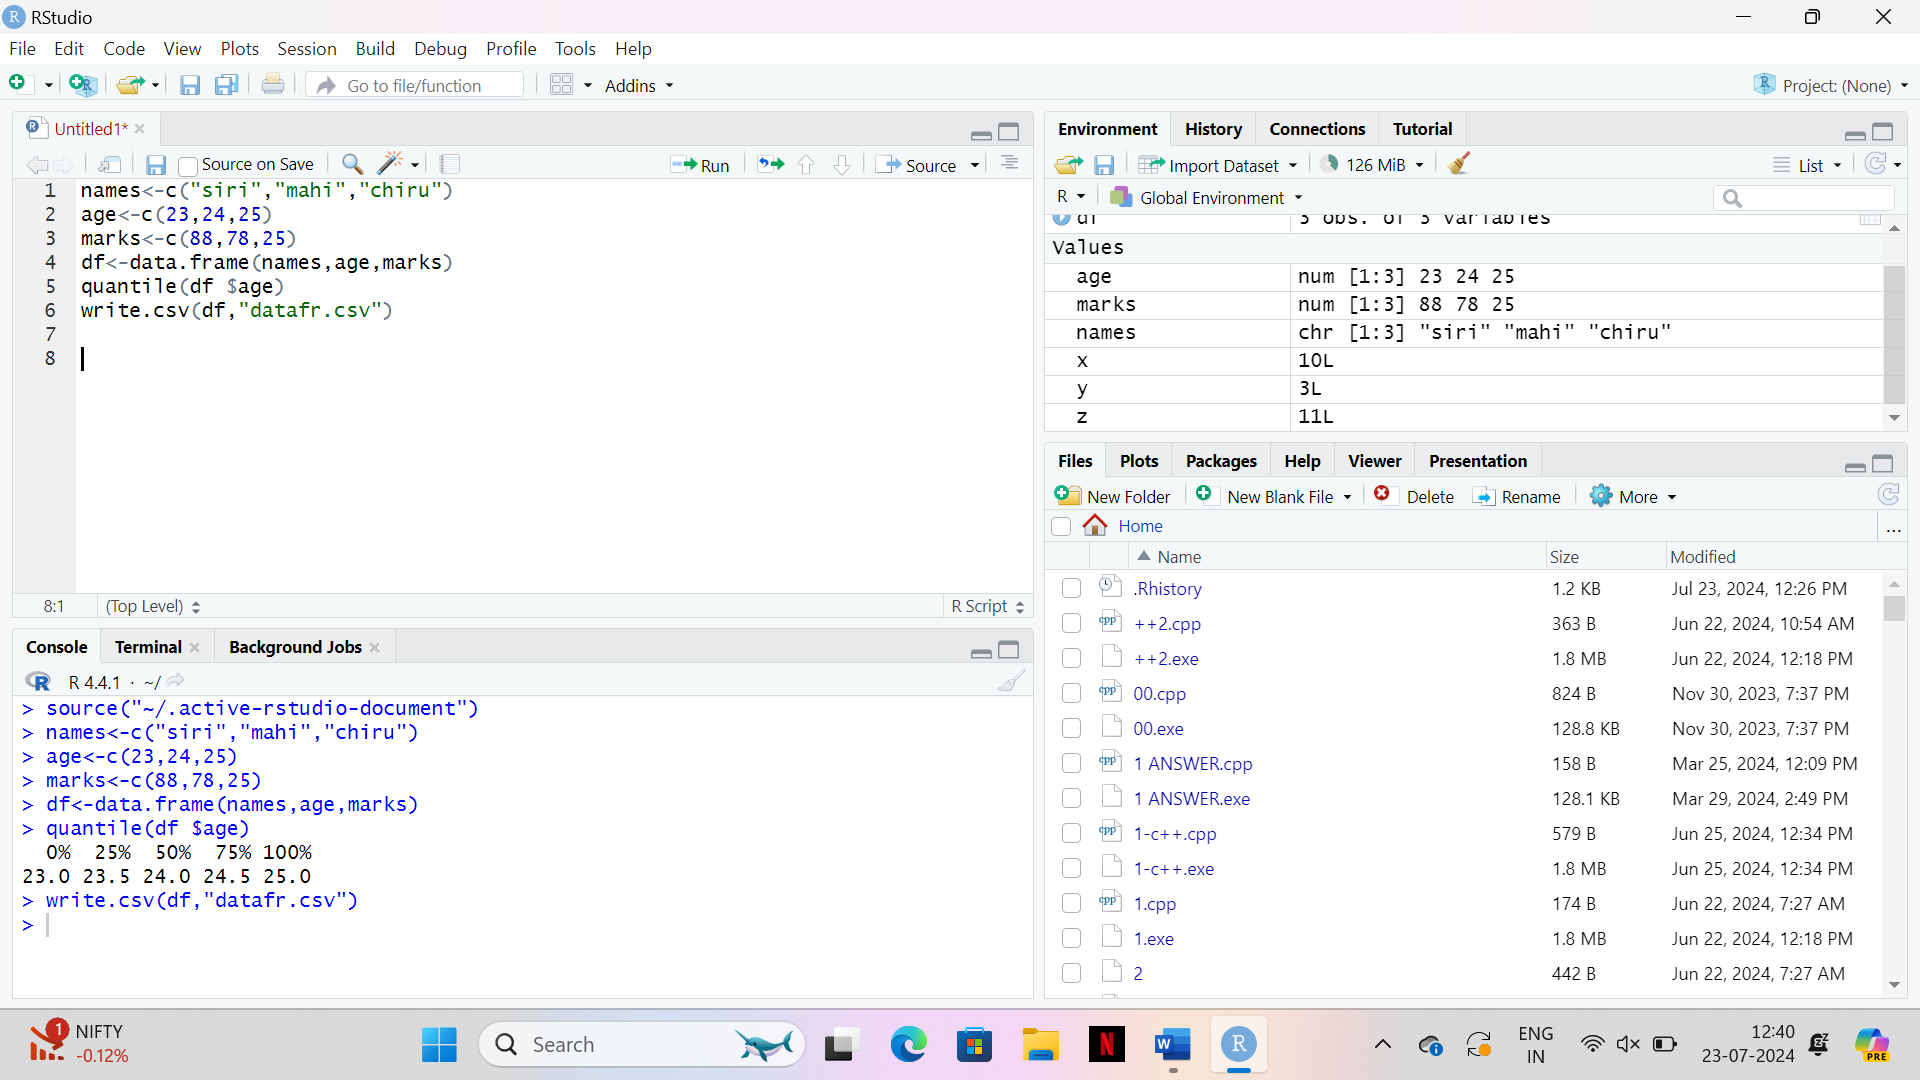 RStudio
File Edit Code View Plots Session Build Debug Profile Tools Help
Go to file/function Addins Project: (None)
Untitled1*
Source on Save Run Source
1 names<-c("siri","mahi","chiru")
2 age<-c(23,24,25)
3 marks<-c(88,78,25)
4 df<-data.frame(names,age,marks)
5 quantile(df $age)
6 write.csv(df,"datafr.csv")
7
8
8:1 (Top Level) R Script
Console Terminal Background Jobs
R 4.4.1 · ~/
> source("~/.active-rstudio-document")
> names<-c("siri","mahi","chiru")
> age<-c(23,24,25)
> marks<-c(88,78,25)
> df<-data.frame(names,age,marks)
> quantile(df $age)
0% 25% 50% 75% 100%
23.0 23.5 24.0 24.5 25.0
> write.csv(df,"datafr.csv")
>
Environment History Connections Tutorial
Import Dataset 126 MiB List
R Global Environment
df 3 obs. of 3 variables
Values
age num [1:3] 23 24 25
marks num [1:3] 88 78 25
names chr [1:3] "siri" "mahi" "chiru"
x 10L
y 3L
z 11L
Files Plots Packages Help Viewer Presentation
New Folder New Blank File Delete Rename More
Home ...
Name Size Modified
.Rhistory 1.2 KB Jul 23, 2024, 12:26 PM
++2.cpp 363 B Jun 22, 2024, 10:54 AM
++2.exe 1.8 MB Jun 22, 2024, 12:18 PM
00.cpp 824 B Nov 30, 2023, 7:37 PM
00.exe 128.8 KB Nov 30, 2023, 7:37 PM
1 ANSWER.cpp 158 B Mar 25, 2024, 12:09 PM
1 ANSWER.exe 128.1 KB Mar 29, 2024, 2:49 PM
1-c++.cpp 579 B Jun 25, 2024, 12:34 PM
1-c++.exe 1.8 MB Jun 25, 2024, 12:34 PM
1.cpp 174 B Jun 22, 2024, 7:27 AM
1.exe 1.8 MB Jun 22, 2024, 12:18 PM
2 442 B Jun 22, 2024, 7:27 AM
1 NIFTY
-0.12%
Search
ENG
IN
12:40
23-07-2024
PRE